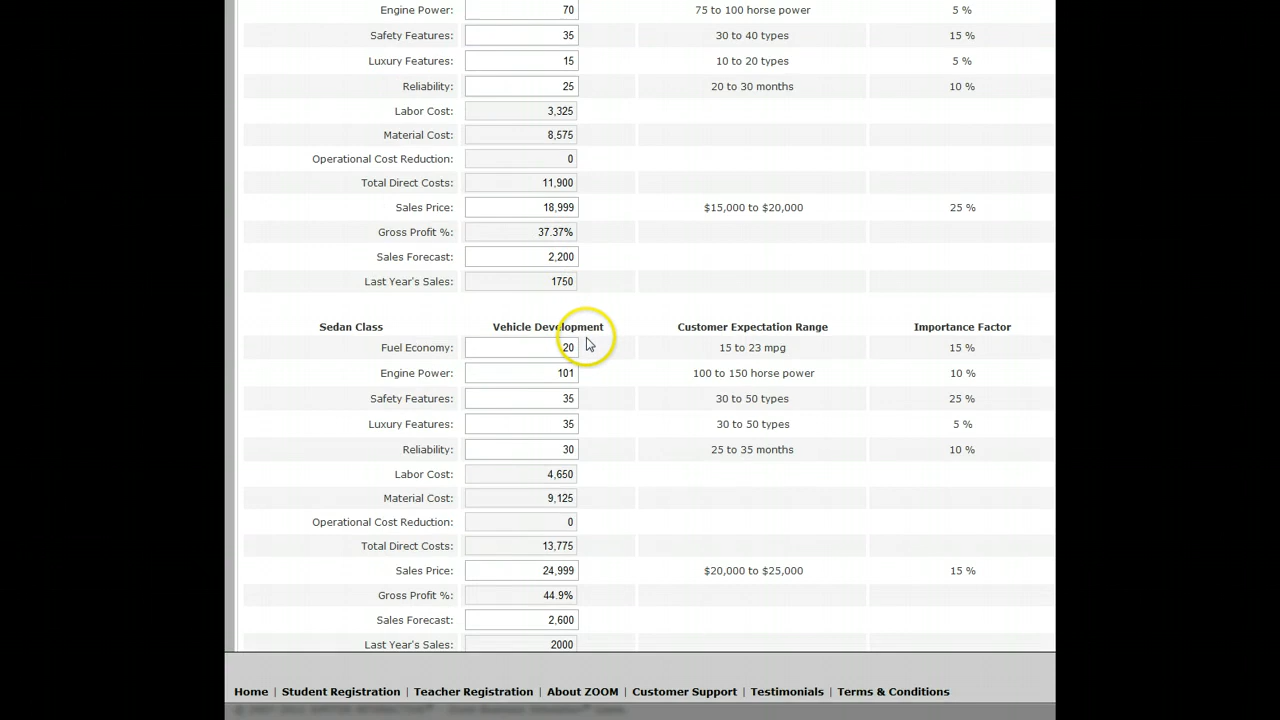 Engine Power: 70 75 to 100 horse power 5 %
Safety Features: 35 30 to 40 types 15 %
Luxury Features: 15 10 to 20 types 5 %
Reliability: 25 20 to 30 months 10 %
Labor Cost: 3,325
Material Cost: 8,575
Operational Cost Reduction: 0
Total Direct Costs: 11,900
Sales Price: 18,999 $15,000 to $20,000 25 %
Gross Profit %: 37.37%
Sales Forecast: 2,200
Last Year's Sales: 1750
Sedan Class Vehicle Development Customer Expectation Range Importance Factor
Fuel Economy: 20 15 to 23 mpg 15 %
Engine Power: 101 100 to 150 horse power 10 %
Safety Features: 35 30 to 50 types 25 %
Luxury Features: 35 30 to 50 types 5 %
Reliability: 30 25 to 35 months 10 %
Labor Cost: 4,650
Material Cost: 9,125
Operational Cost Reduction: 0
Total Direct Costs: 13,775
Sales Price: 24,999 $20,000 to $25,000 15 %
Gross Profit %: 44.9%
Sales Forecast: 2,600
Last Year's Sales: 2000
Home | Student Registration | Teacher Registration | About ZOOM | Customer Support | Testimonials | Terms & Conditions